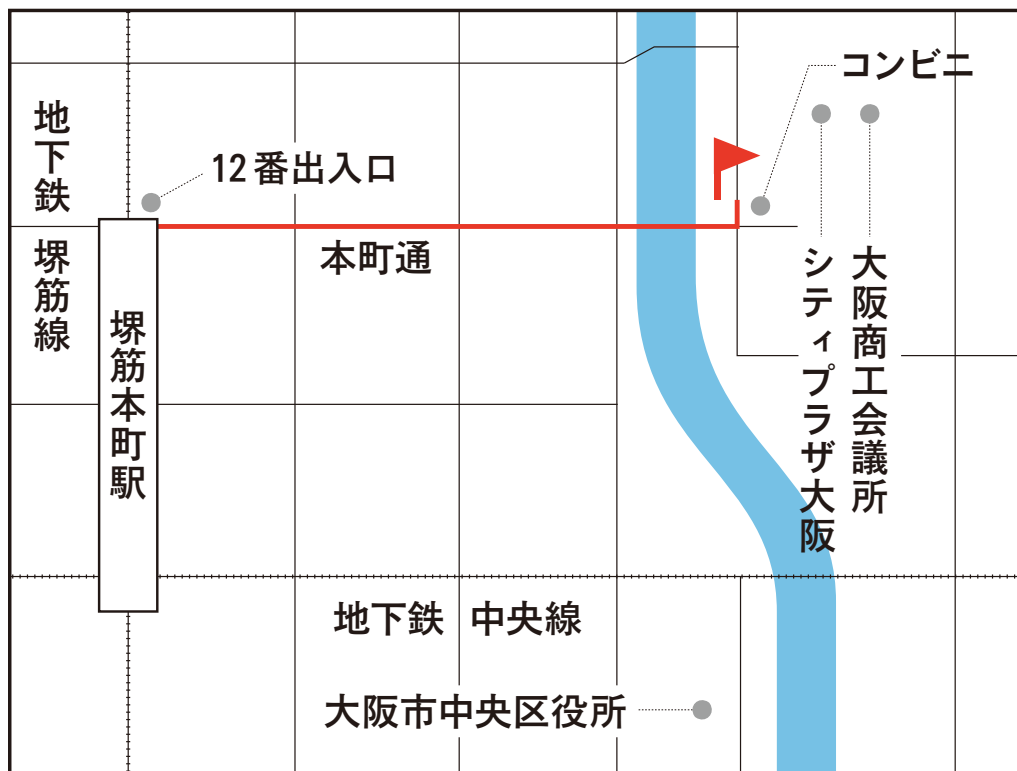 コンビニ
地下鉄
堺筋線
12番出入口
本町通
堺筋本町駅
シティプラザ大阪
大阪商工会議所
地下鉄 中央線
大阪市中央区役所